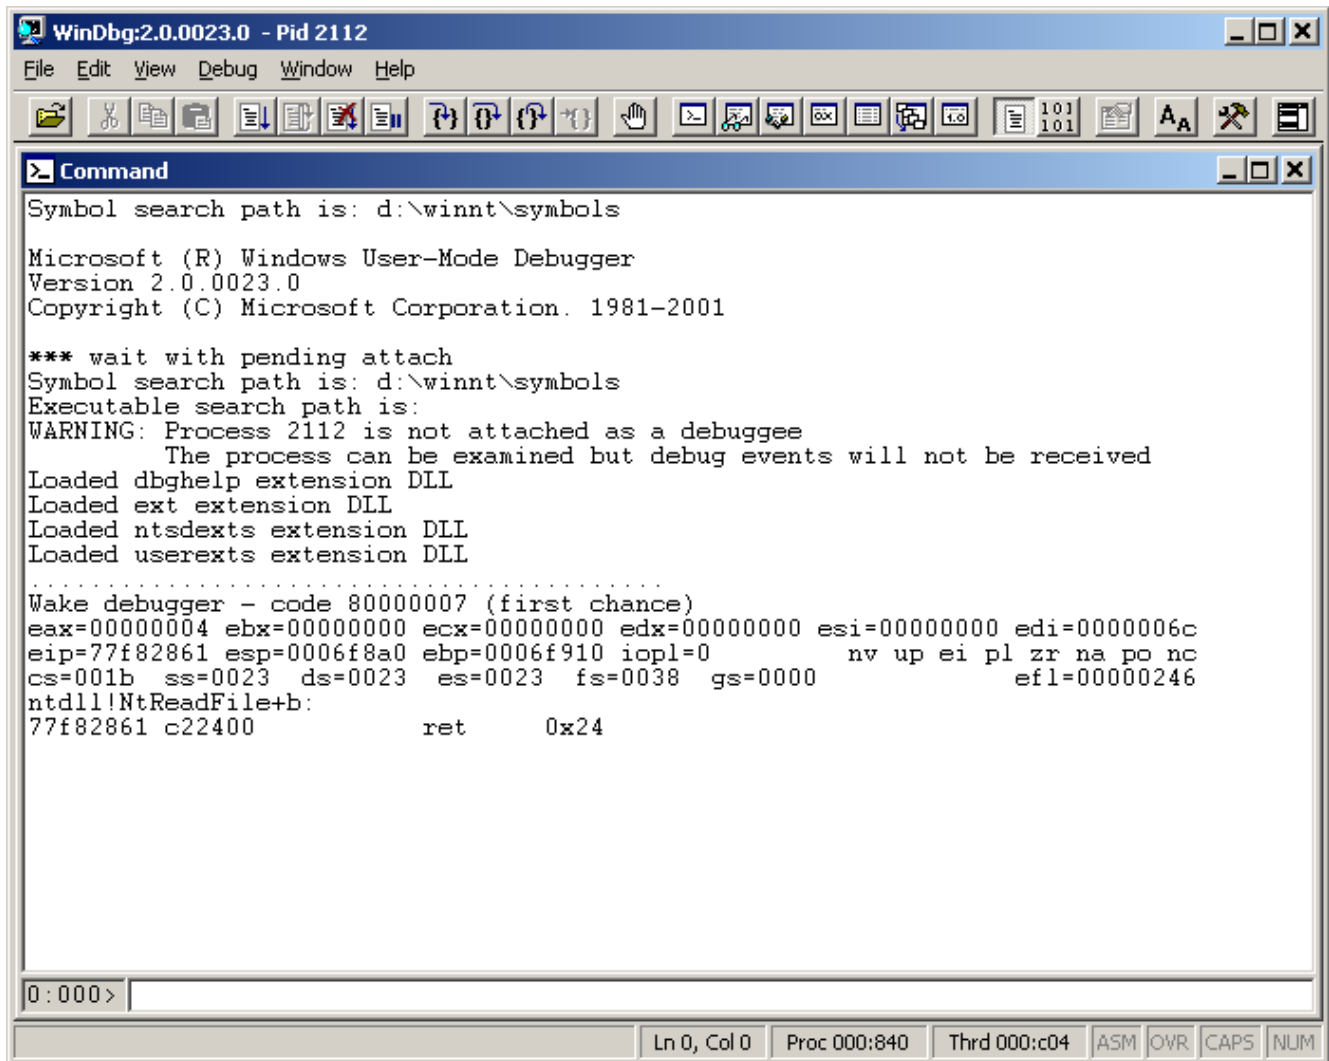 WinDbg:2.0.0023.0 - Pid 2112
File Edit View Debug Window Help
Command
Symbol search path is: d:\winnt\symbols
Microsoft (R) Windows User-Mode Debugger
Version 2.0.0023.0
Copyright (C) Microsoft Corporation. 1981-2001
*** wait with pending attach
Symbol search path is: d:\winnt\symbols
Executable search path is:
WARNING: Process 2112 is not attached as a debuggee
The process can be examined but debug events will not be received
Loaded dbghelp extension DLL
Loaded ext extension DLL
Loaded ntsdexts extension DLL
Loaded userexts extension DLL
..........................................
Wake debugger - code 80000007 (first chance)
eax=00000004 ebx=00000000 ecx=00000000 edx=00000000 esi=00000000 edi=0000006c
eip=77f82861 esp=0006f8a0 ebp=0006f910 iopl=0 nv up ei pl zr na po nc
cs=001b ss=0023 ds=0023 es=0023 fs=0038 gs=0000 efl=00000246
ntdll!NtReadFile+b:
77f82861 c22400 ret 0x24
0:000>
Ln 0, Col 0 Proc 000:840 Thrd 000:c04 ASM OVR CAPS NUM